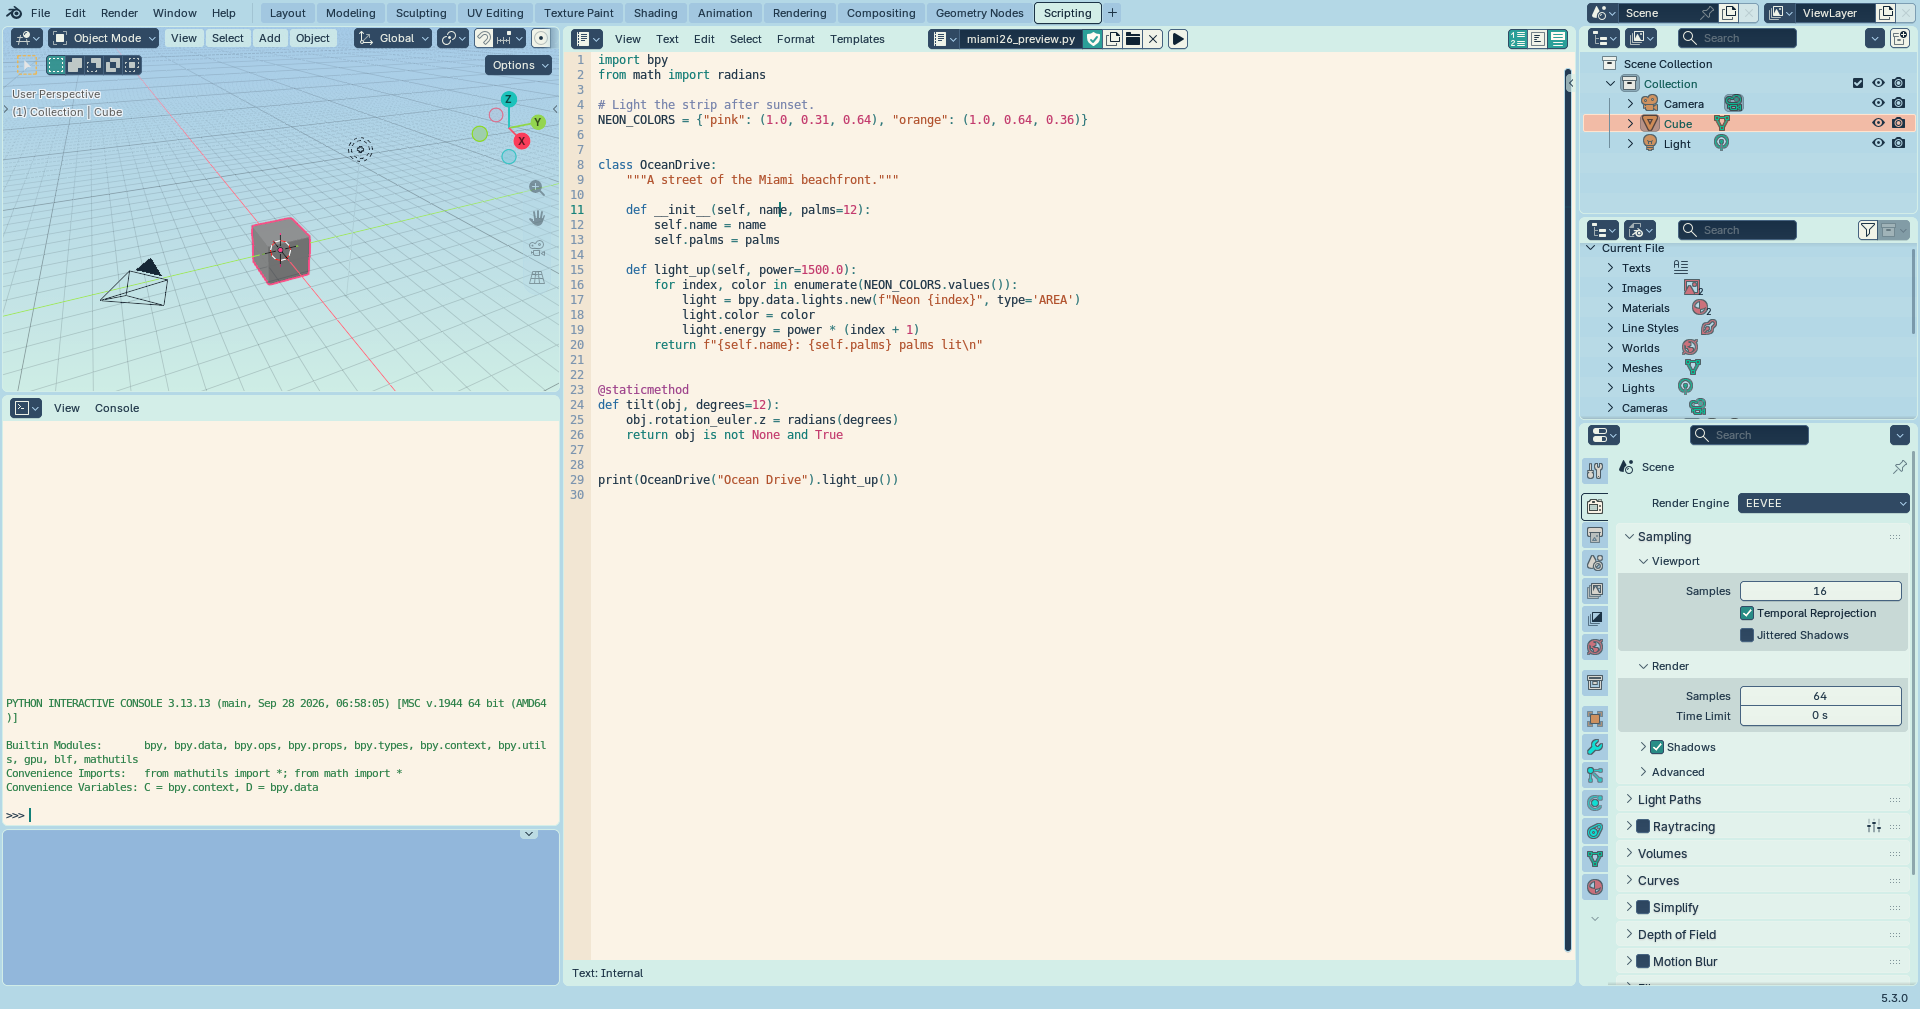 File Edit Render Window Help Layout Modeling Sculpting UV Editing Texture Paint Shading Animation Rendering Compositing Geometry Nodes Scripting + Scene ViewLayer
Object Mode View Select Add Object Global
Options
User Perspective
(1) Collection | Cube
Z
Y
X
View Text Edit Select Format Templates miami26_preview.py
1 import bpy
2 from math import radians
3
4 # Light the strip after sunset.
5 NEON_COLORS = {"pink": (1.0, 0.31, 0.64), "orange": (1.0, 0.64, 0.36)}
6
7
8 class OceanDrive:
9     """A street of the Miami beachfront."""
10
11     def __init__(self, name, palms=12):
12         self.name = name
13         self.palms = palms
14
15     def light_up(self, power=1500.0):
16         for index, color in enumerate(NEON_COLORS.values()):
17             light = bpy.data.lights.new(f"Neon {index}", type='AREA')
18             light.color = color
19             light.energy = power * (index + 1)
20         return f"{self.name}: {self.palms} palms lit\n"
21
22
23 @staticmethod
24 def tilt(obj, degrees=12):
25     obj.rotation_euler.z = radians(degrees)
26     return obj is not None and True
27
28
29 print(OceanDrive("Ocean Drive").light_up())
30
Text: Internal
View Console
PYTHON INTERACTIVE CONSOLE 3.13.13 (main, Sep 28 2026, 06:58:05) [MSC v.1944 64 bit (AMD64
)]
Builtin Modules:       bpy, bpy.data, bpy.ops, bpy.props, bpy.types, bpy.context, bpy.util
s, gpu, blf, mathutils
Convenience Imports:   from mathutils import *; from math import *
Convenience Variables: C = bpy.context, D = bpy.data
>>>
Search
Scene Collection
Collection
Camera
Cube
Light
Search
Current File
Texts
Images 2
Materials 2
Line Styles
Worlds
Meshes
Lights
Cameras
Search
Scene
Render Engine EEVEE
Sampling
Viewport
Samples 16
Temporal Reprojection
Jittered Shadows
Render
Samples 64
Time Limit 0 s
Shadows
Advanced
Light Paths
Raytracing
Volumes
Curves
Simplify
Depth of Field
Motion Blur
5.3.0